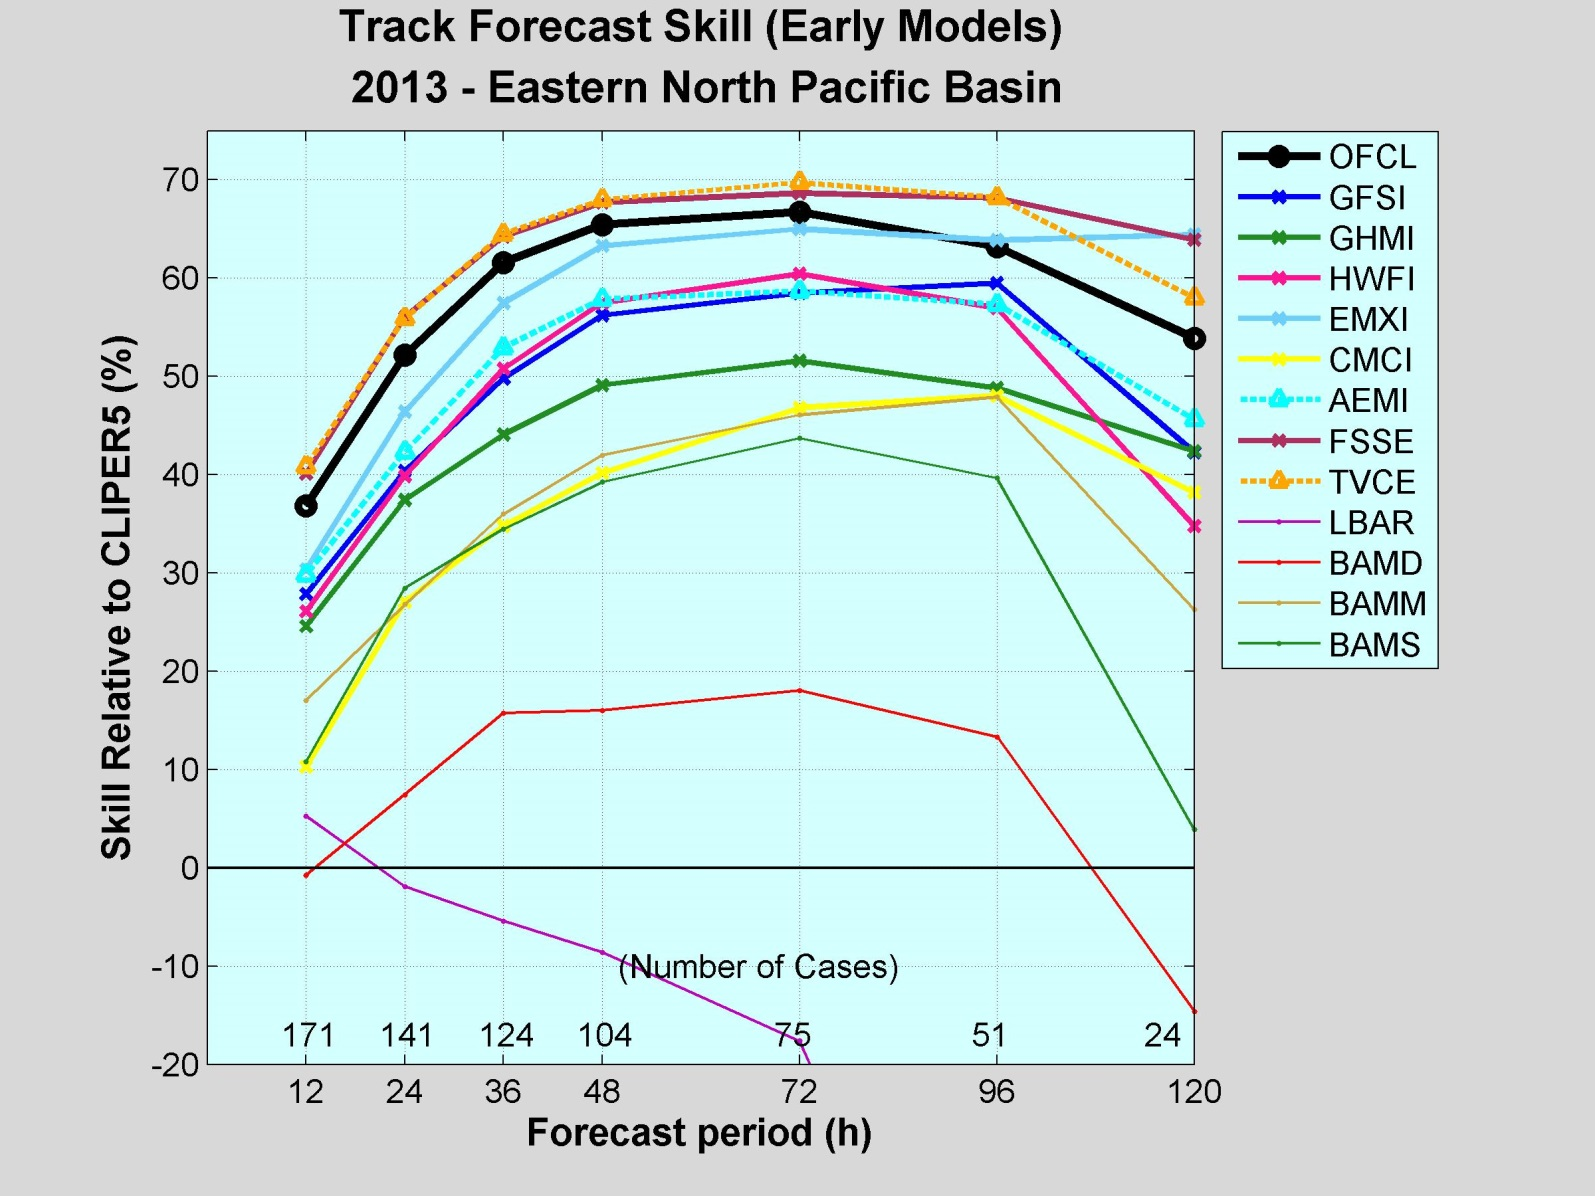 Track Forecast Skill (Early Models)
2013 - Eastern North Pacific Basin
OFCL
GFSI
GHMI
HWFI
EMXI
CMCI
AEMI
FSSE
TVCE
LBAR
BAMD
BAMM
BAMS
Skill Relative to CLIPER5 (%)
70
60
50
40
30
20
10
0
-10
-20
(Number of Cases)
171 141 124 104 75 51 24
12 24 36 48 72 96 120
Forecast period (h)